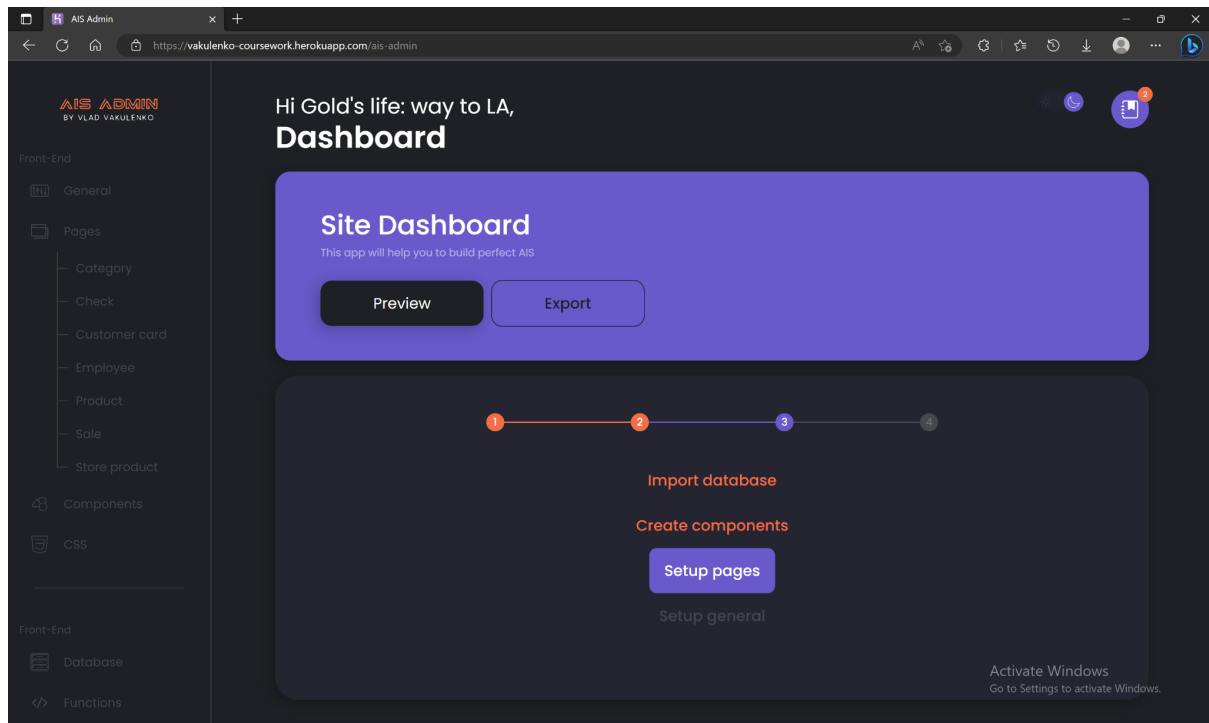 AIS Admin
https://vakulenko-coursework.herokuapp.com/ais-admin
AIS ADMIN
BY VLAD VAKULENKO
Front-End
General
Pages
Category
Check
Customer card
Employee
Product
Sale
Store product
Components
CSS
Front-End
Database
Functions
Hi Gold's life: way to LA,
Dashboard
2
Site Dashboard
This app will help you to build perfect AIS
Preview Export
1 2 3 4
Import database
Create components
Setup pages
Setup general
Activate Windows
Go to Settings to activate Windows.